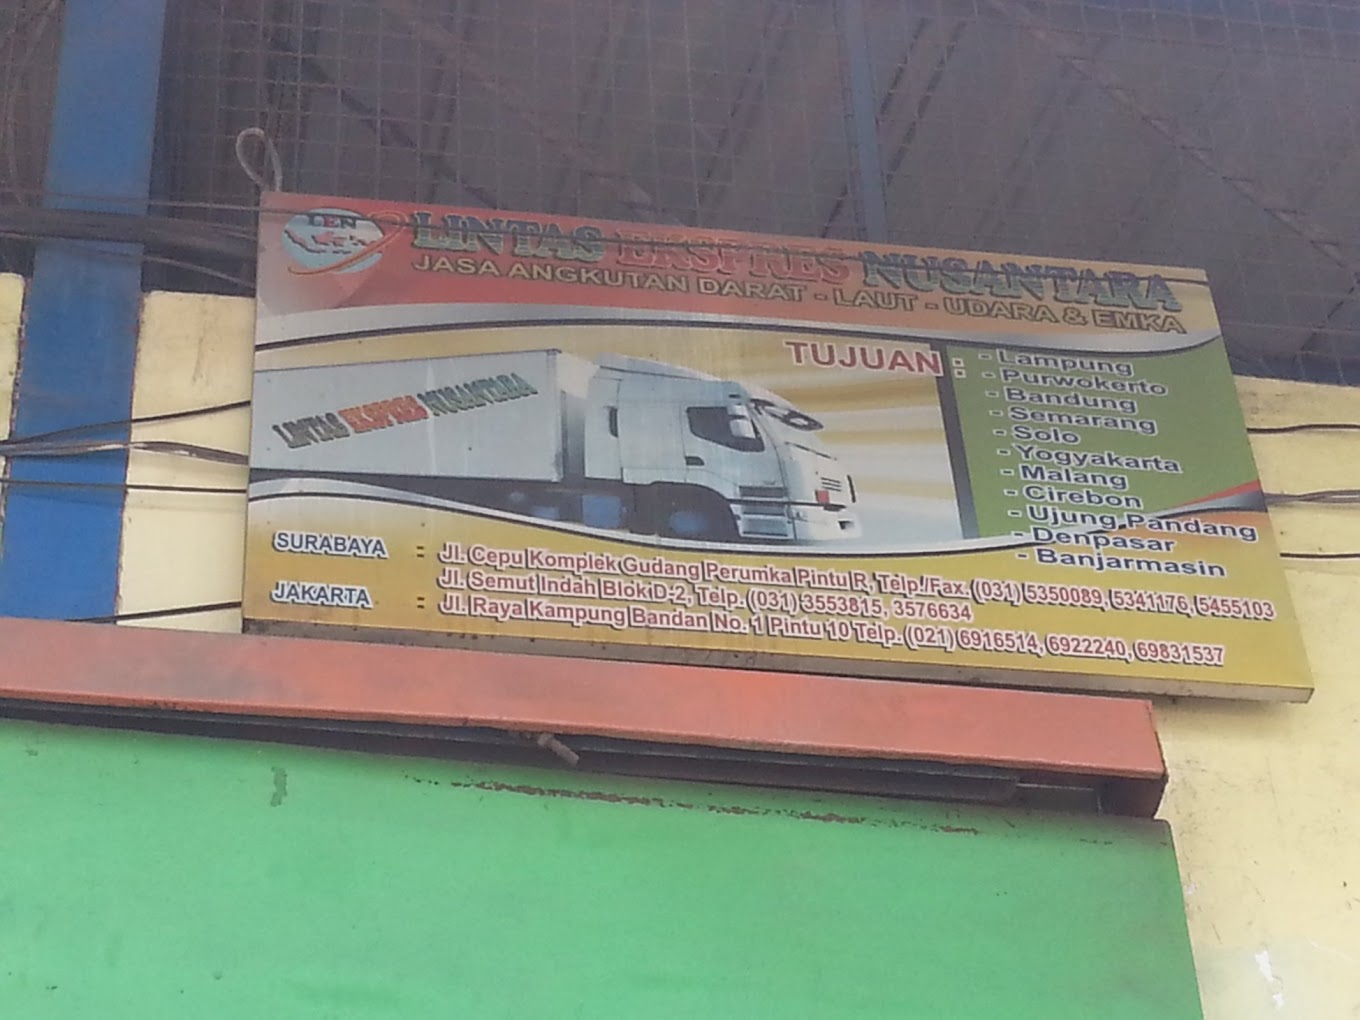 LEN
LINTAS EKSPRES NUSANTARA
JASA ANGKUTAN DARAT - LAUT - UDARA & EMKA
TUJUAN :
- Lampung
- Purwokerto
- Bandung
- Semarang
- Solo
- Yogyakarta
- Malang
- Cirebon
- Ujung Pandang
- Denpasar
- Banjarmasin
LINTAS EKSPRES NUSANTARA
SURABAYA : Jl. Cepu Komplek Gudang Perumka Pintu R, Telp./Fax. (031) 5350089, 5341176, 5455103
Jl. Semut Indah Blok D-2, Telp. (031) 3553815, 3576634
JAKARTA : Jl. Raya Kampung Bandan No. 1 Pintu 10 Telp. (021) 6916514, 6922240, 69831537